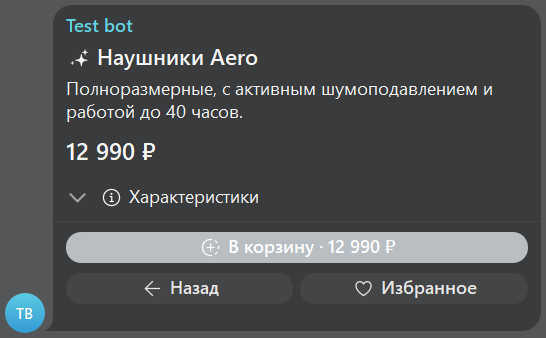 Test bot
Наушники Aero
Полноразмерные, с активным шумоподавлением и
работой до 40 часов.
12 990 ₽
Характеристики
В корзину · 12 990 ₽
Назад
Избранное
ТВ